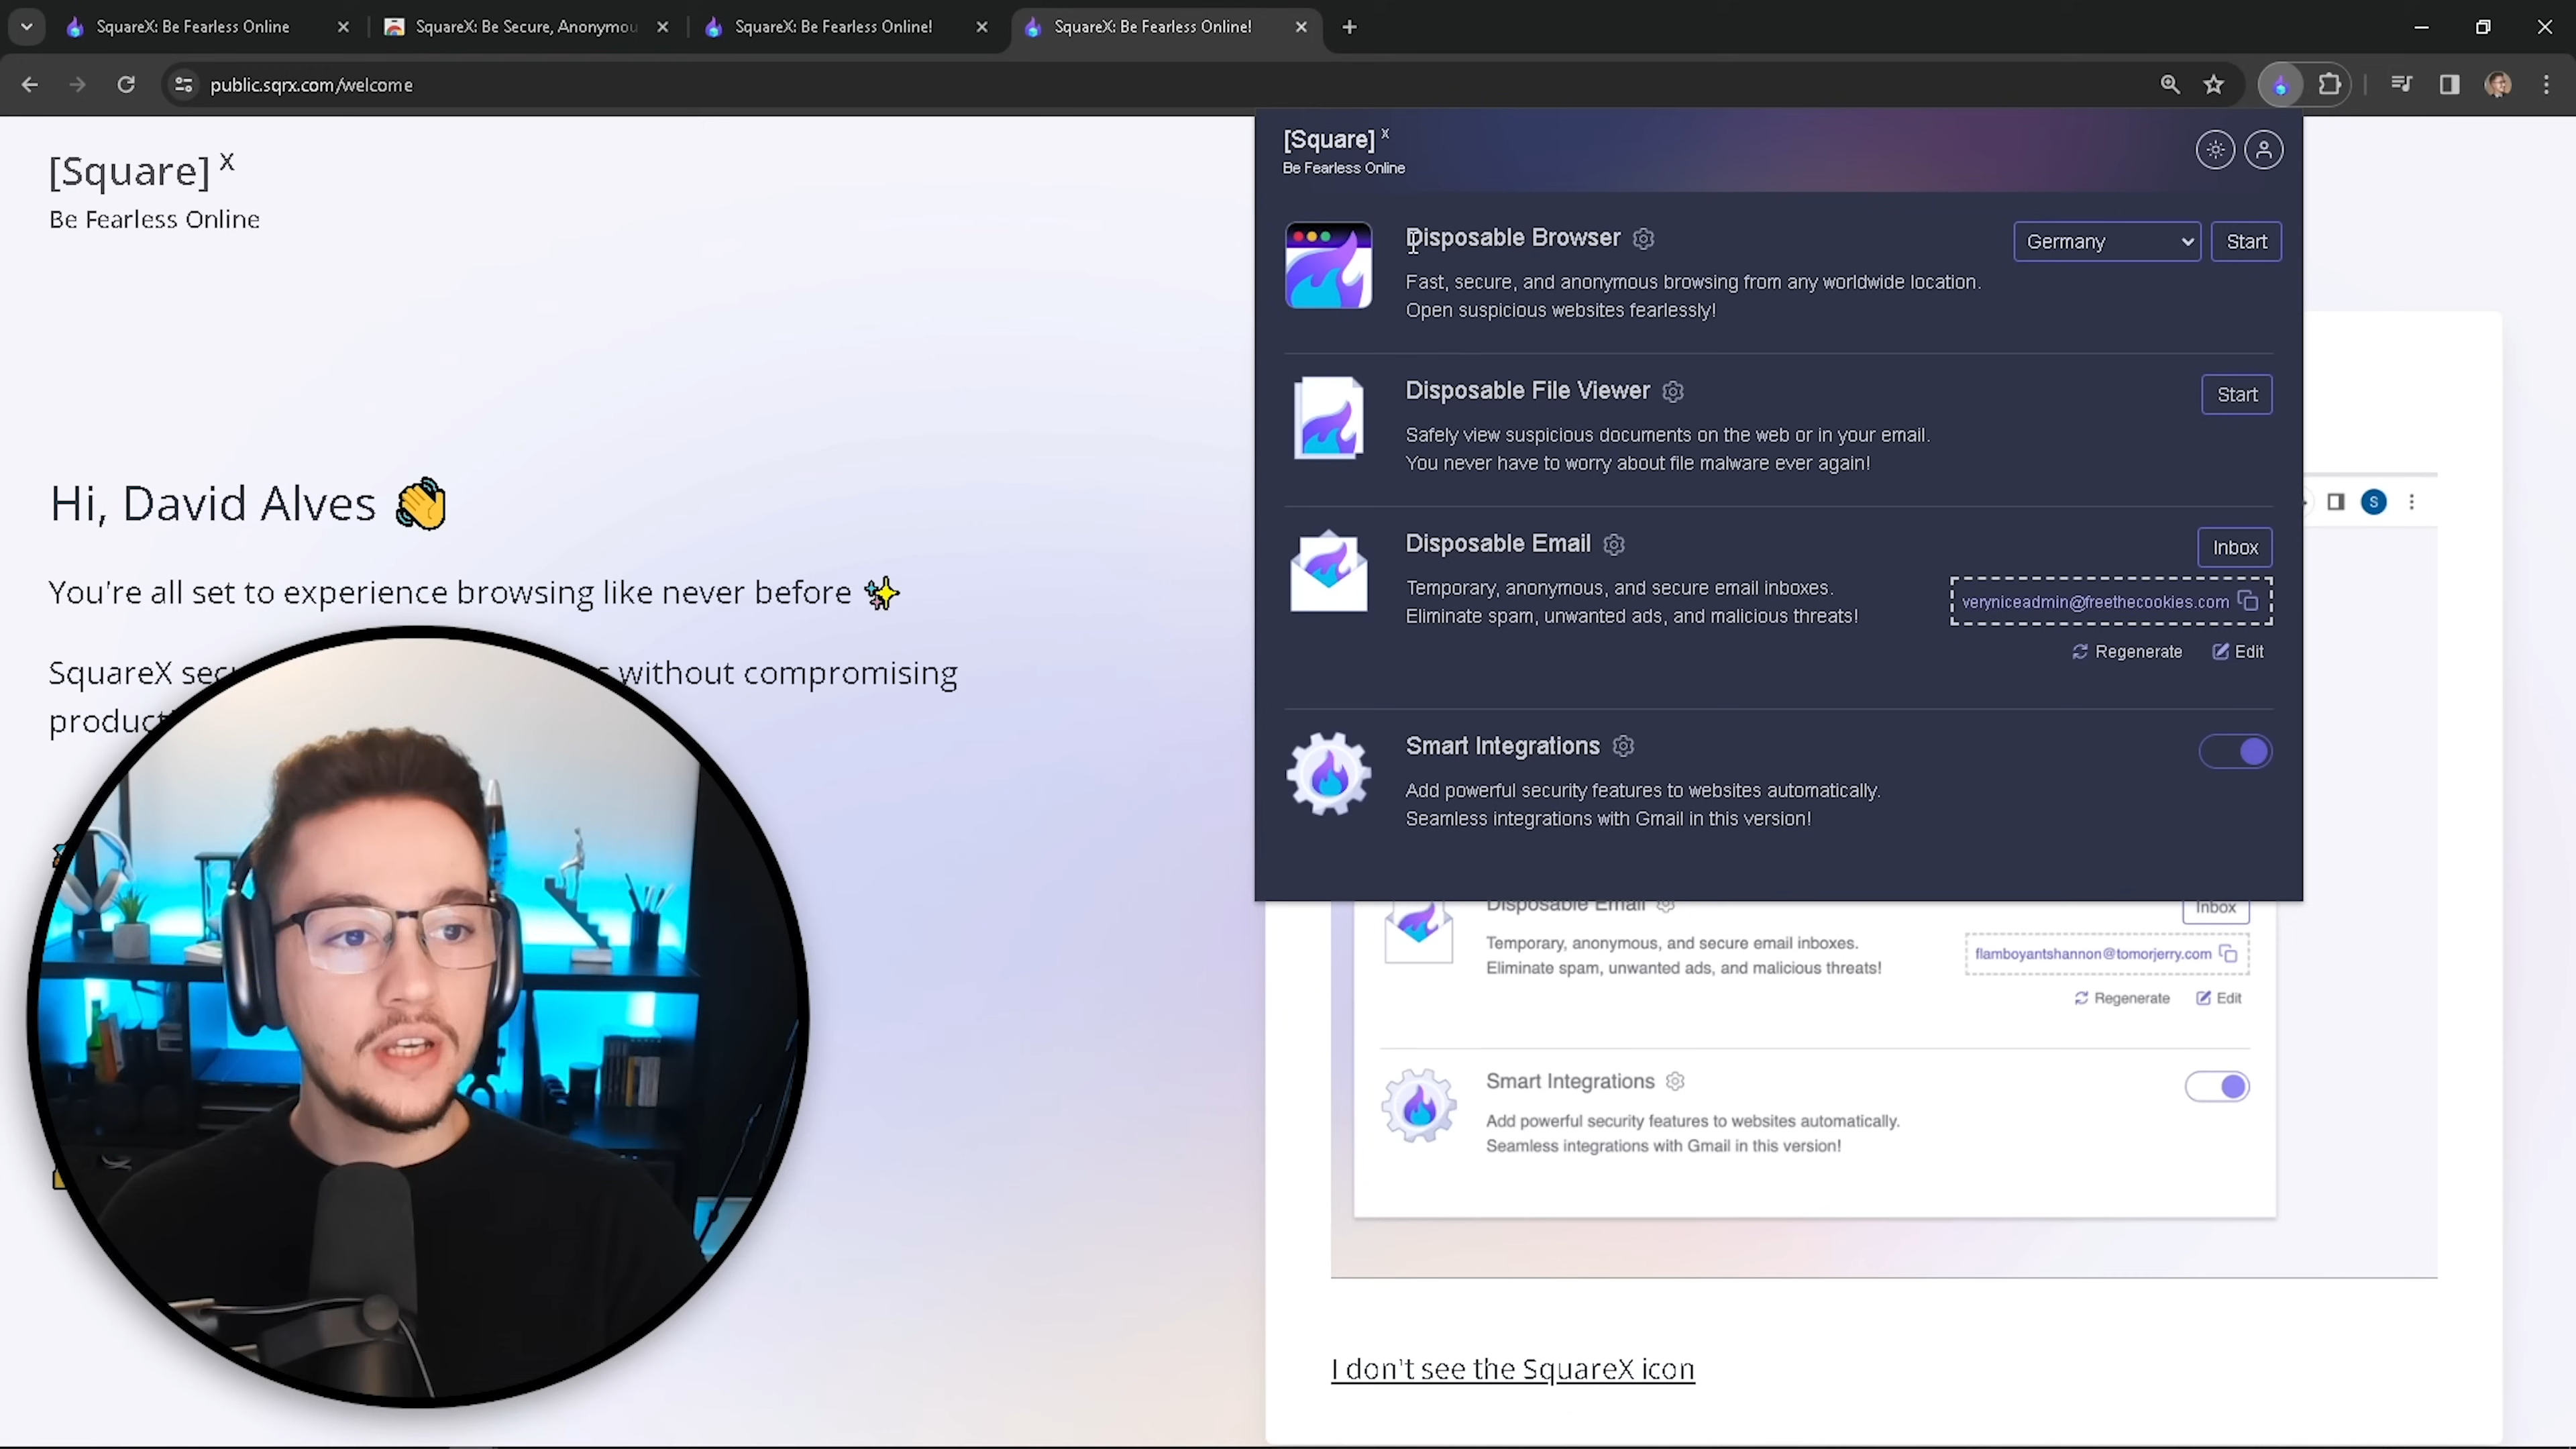 SquareX: Be Fearless Online
SquareX: Be Secure, Anonymou
SquareX: Be Fearless Online!
SquareX: Be Fearless Online!
public.sqrx.com/welcome
[Square] X
Be Fearless Online
Hi, David Alves 👋
You're all set to experience browsing like never before ✨
SquareX sec
without compromising
product
[Square] X
Be Fearless Online
Disposable Browser
Germany
Start
Fast, secure, and anonymous browsing from any worldwide location.
Open suspicious websites fearlessly!
Disposable File Viewer
Start
Safely view suspicious documents on the web or in your email.
You never have to worry about file malware ever again!
Disposable Email
Inbox
Temporary, anonymous, and secure email inboxes.
Eliminate spam, unwanted ads, and malicious threats!
veryniceadmin@freethecookies.com
Regenerate
Edit
Smart Integrations
Add powerful security features to websites automatically.
Seamless integrations with Gmail in this version!
S
Disposable Email
Inbox
Temporary, anonymous, and secure email inboxes.
Eliminate spam, unwanted ads, and malicious threats!
flamboyantshannon@tomorjerry.com
Regenerate
Edit
Smart Integrations
Add powerful security features to websites automatically.
Seamless integrations with Gmail in this version!
I don't see the SquareX icon